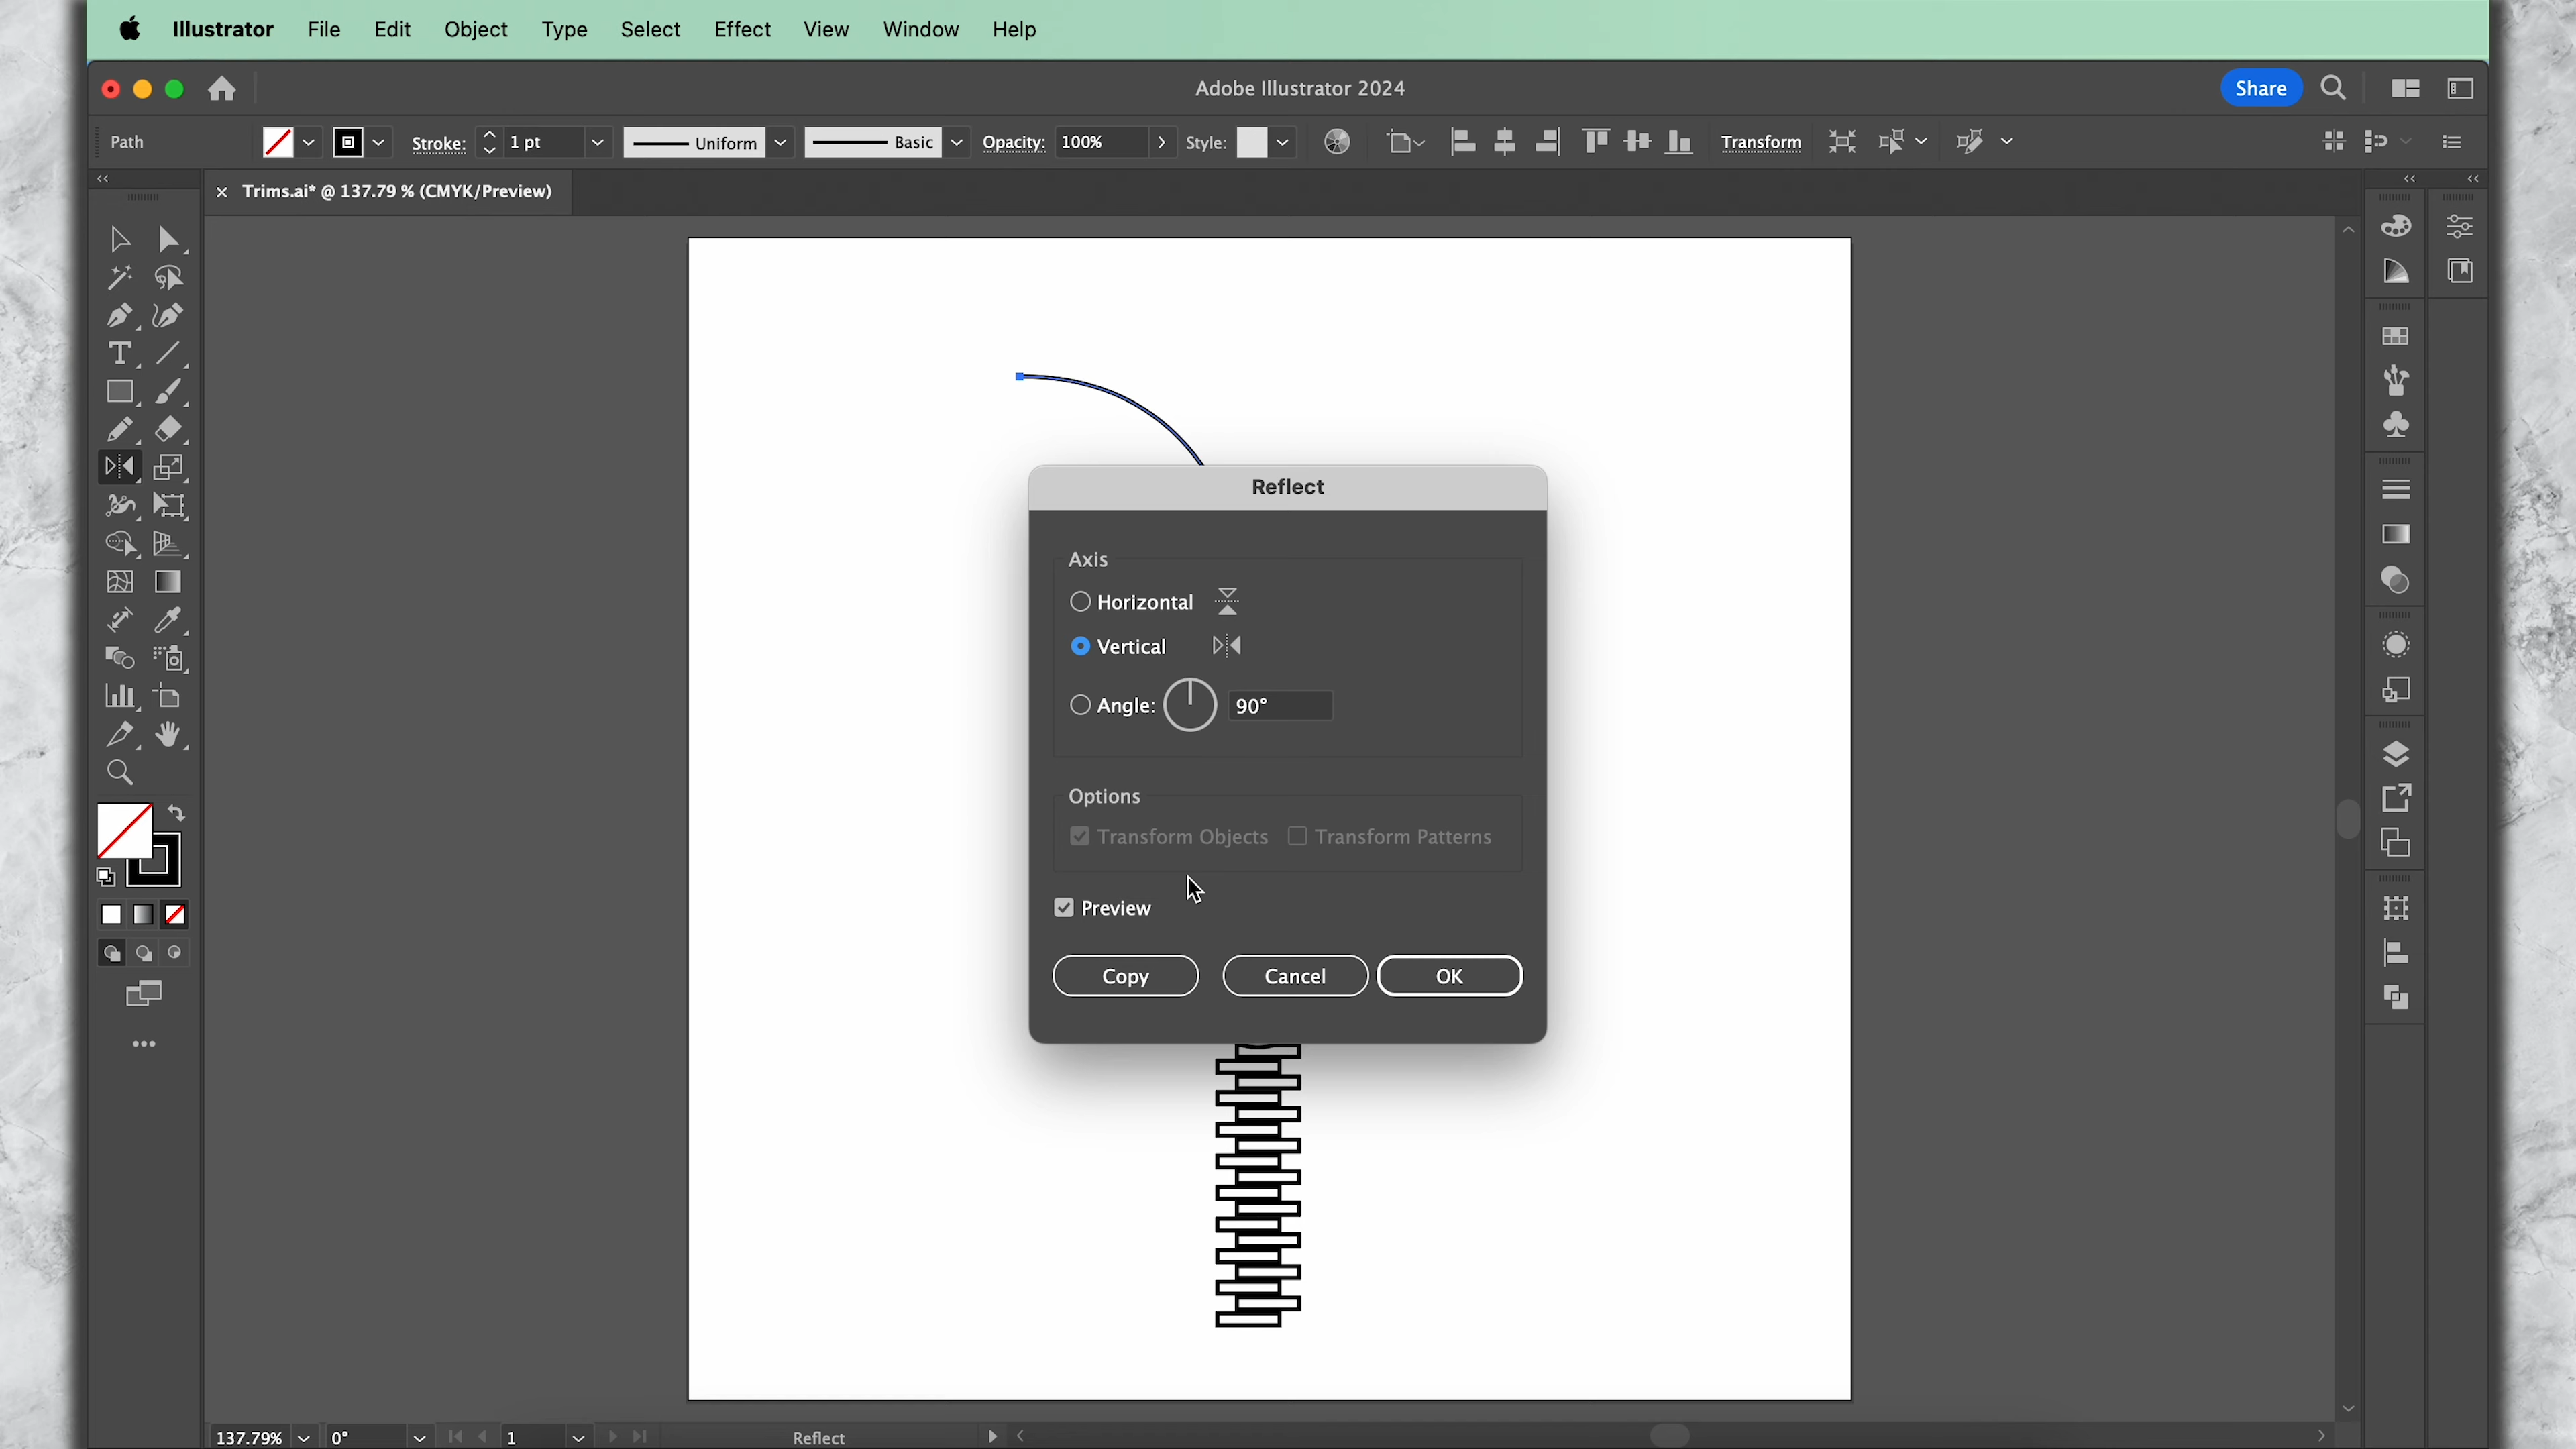 Illustrator File Edit Object Type Select Effect View Window Help
Adobe Illustrator 2024
Share
Path Stroke: 1 pt Uniform Basic Opacity: 100% Style: Transform
Trims.ai* @ 137.79 % (CMYK/Preview)
Reflect
Axis
Horizontal
Vertical
Angle: 90°
Options
Transform Objects Transform Patterns
Preview
Copy Cancel OK
137.79% 0° 1 Reflect